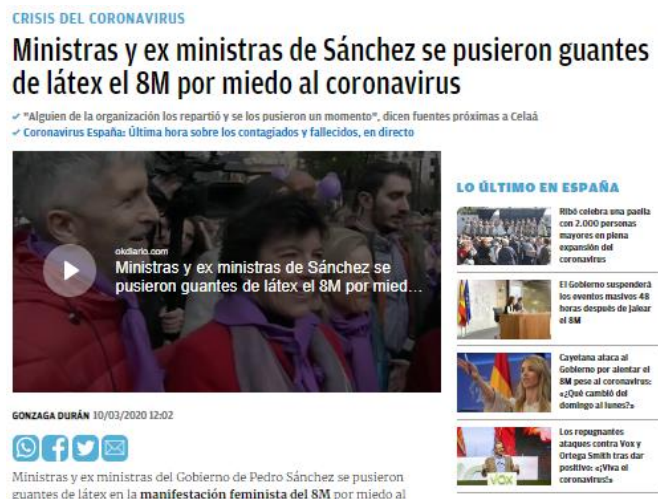 CRISIS DEL CORONAVIRUS
Ministras y ex ministras de Sánchez se pusieron guantes
de látex el 8M por miedo al coronavirus
"Alguien de la organización los repartió y se los pusieron un momento", dicen fuentes próximas a Celaá
Coronavirus España: Última hora sobre los contagiados y fallecidos, en directo
okdiario.com
Ministras y ex ministras de Sánchez se
pusieron guantes de látex el 8M por mied...
GONZAGA DURÁN 10/03/2020 12:02
Ministras y ex ministras del Gobierno de Pedro Sánchez se pusieron
guantes de látex en la manifestación feminista del 8M por miedo al
LO ÚLTIMO EN ESPAÑA
Ribó celebra una paella
con 2.000 personas
mayores en plena
expansión del
coronavirus
El Gobierno suspenderá
los eventos masivos 48
horas después de jalear
el 8M
Cayetana ataca al
Gobierno por alentar el
8M pese al coronavirus:
«¿Qué cambió del
domingo al lunes?»
Los repugnantes
ataques contra Vox y
Ortega Smith tras dar
positivo: «¡Viva el
coronavirus!»
VOX